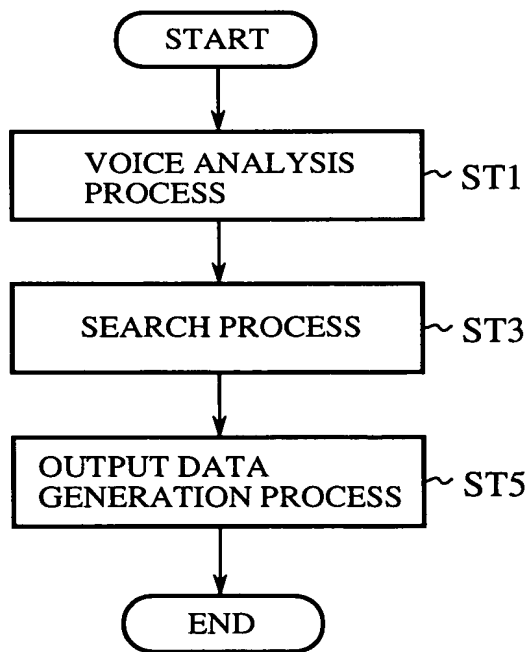 START
VOICE ANALYSIS
PROCESS
ST1
SEARCH PROCESS
ST3
OUTPUT DATA
GENERATION PROCESS
ST5
END